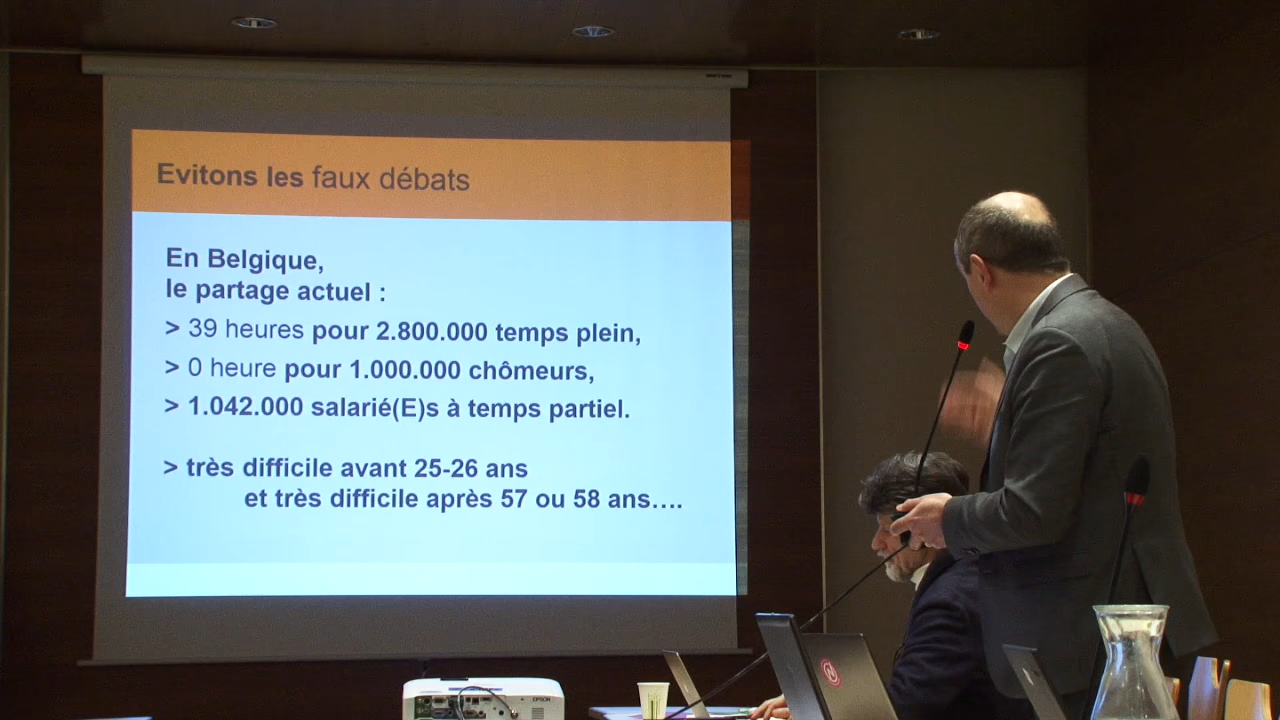 Evitons les faux débats
En Belgique,
le partage actuel :
> 39 heures pour 2.800.000 temps plein,
> 0 heure pour 1.000.000 chômeurs,
> 1.042.000 salarié(E)s à temps partiel.
> très difficile avant 25-26 ans
et très difficile après 57 ou 58 ans….
EPSON